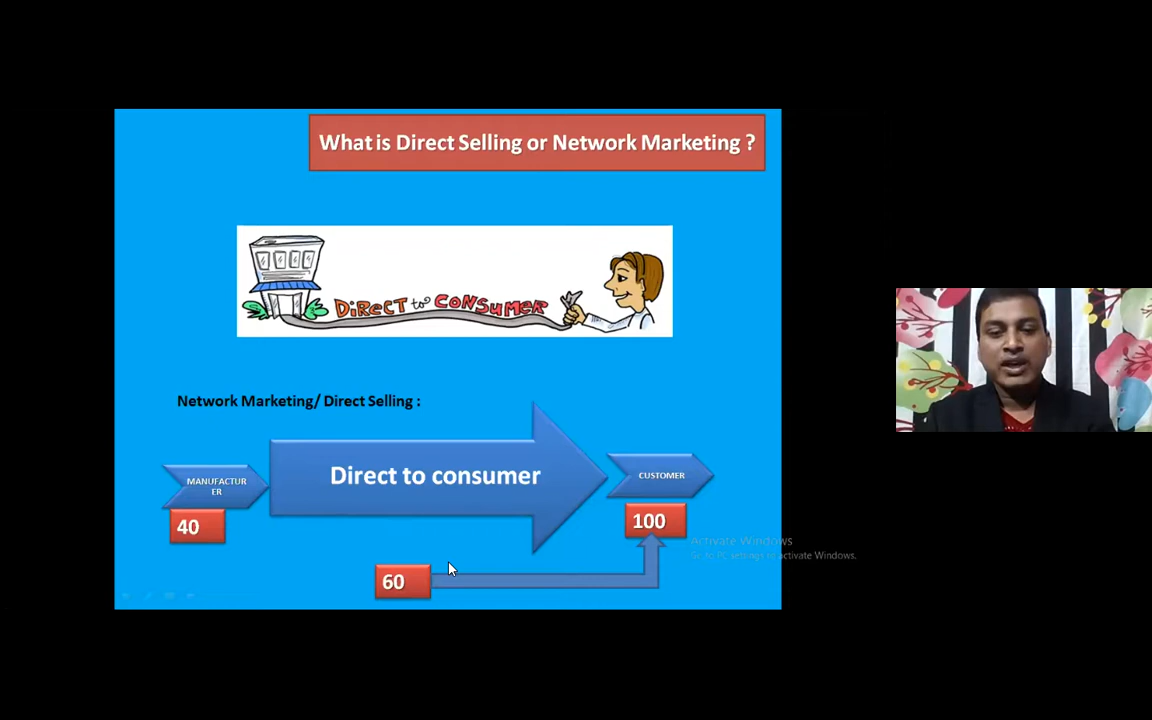 What is Direct Selling or Network Marketing ?
DIRECT to CONSUMER
Network Marketing/ Direct Selling :
MANUFACTUR
ER
Direct to consumer
CUSTOMER
40
100
60
Activate Windows
Go to PC settings to activate Windows.